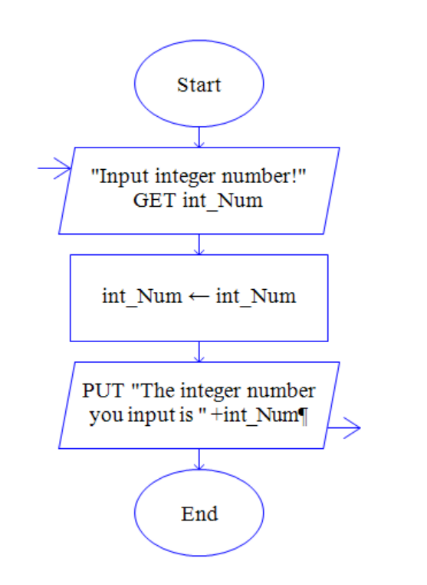 Start
"Input integer number!"
GET int_Num
int_Num ← int_Num
PUT "The integer number
you input is " +int_Num¶
End